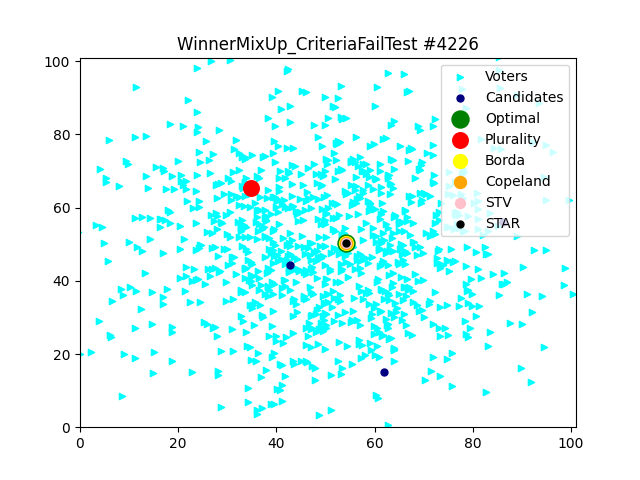 WinnerMixUp_CriteriaFailTest #4226
100
80
60
40
20
0
0 20 40 60 80 100
Voters
Candidates
Optimal
Plurality
Borda
Copeland
STV
STAR